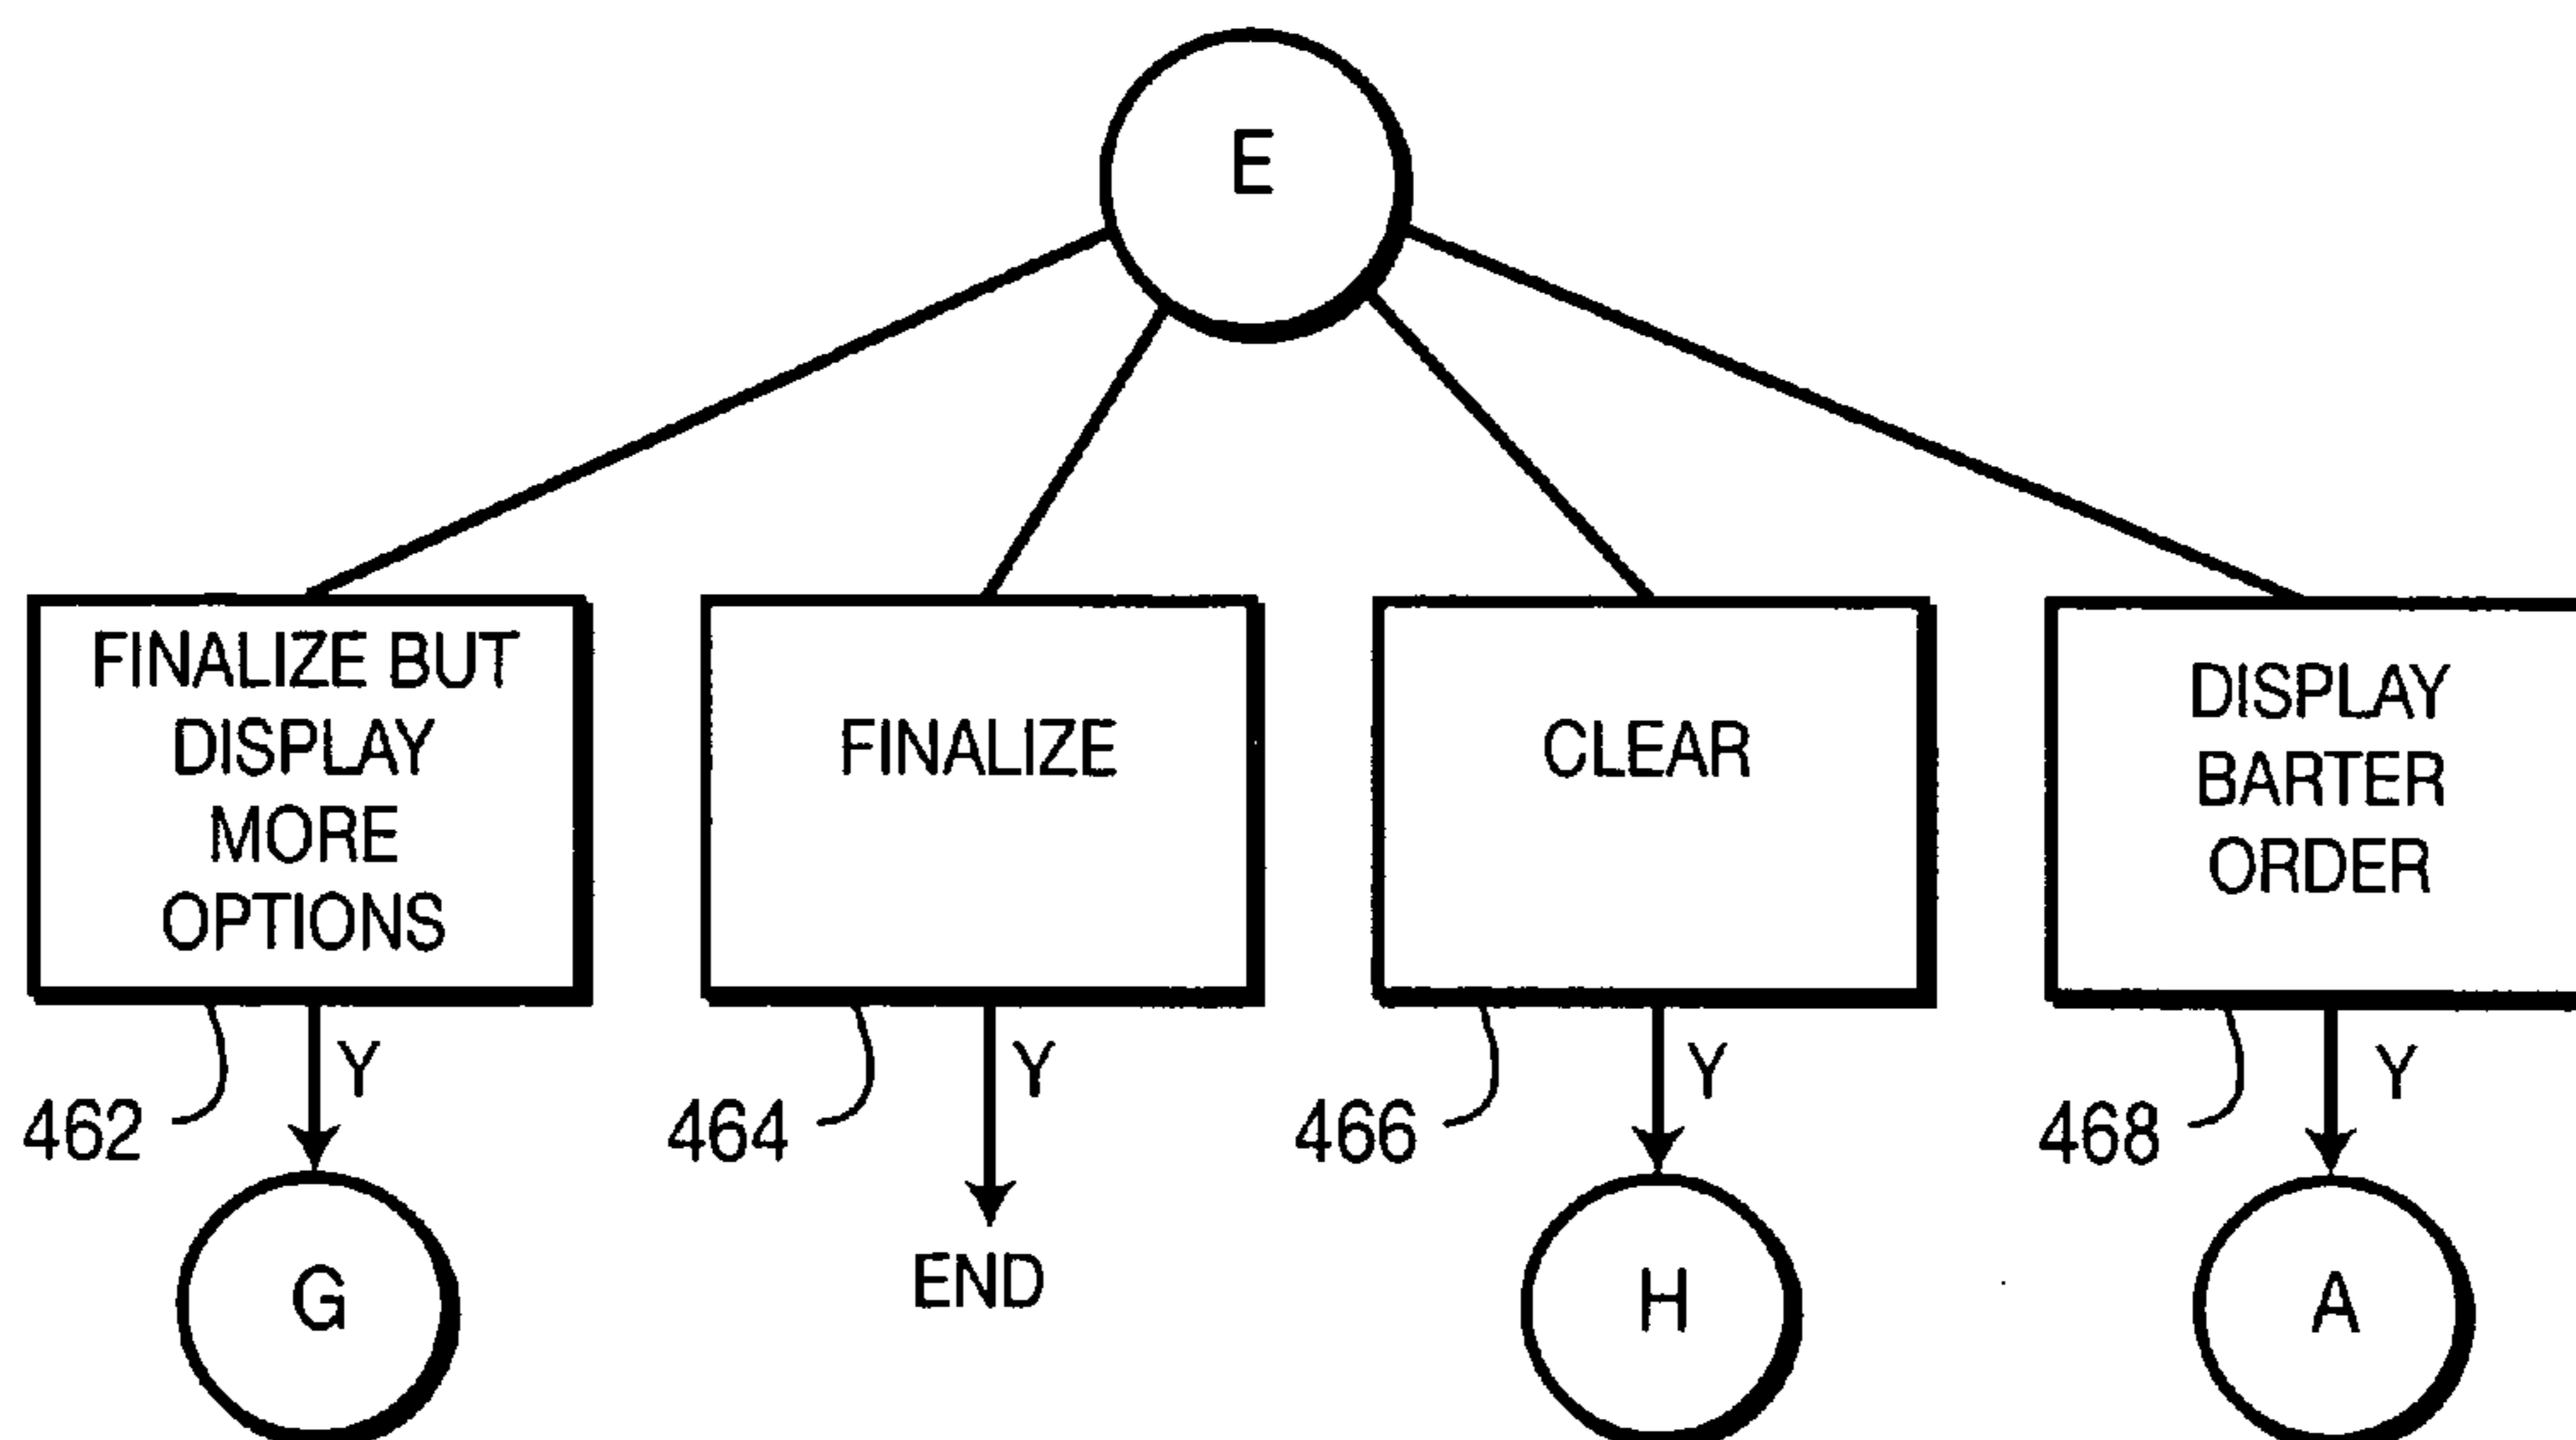 E
FINALIZE BUT
DISPLAY
MORE
OPTIONS
FINALIZE
CLEAR
DISPLAY
BARTER
ORDER
Y
Y
Y
Y
462
464
466
468
G
END
H
A